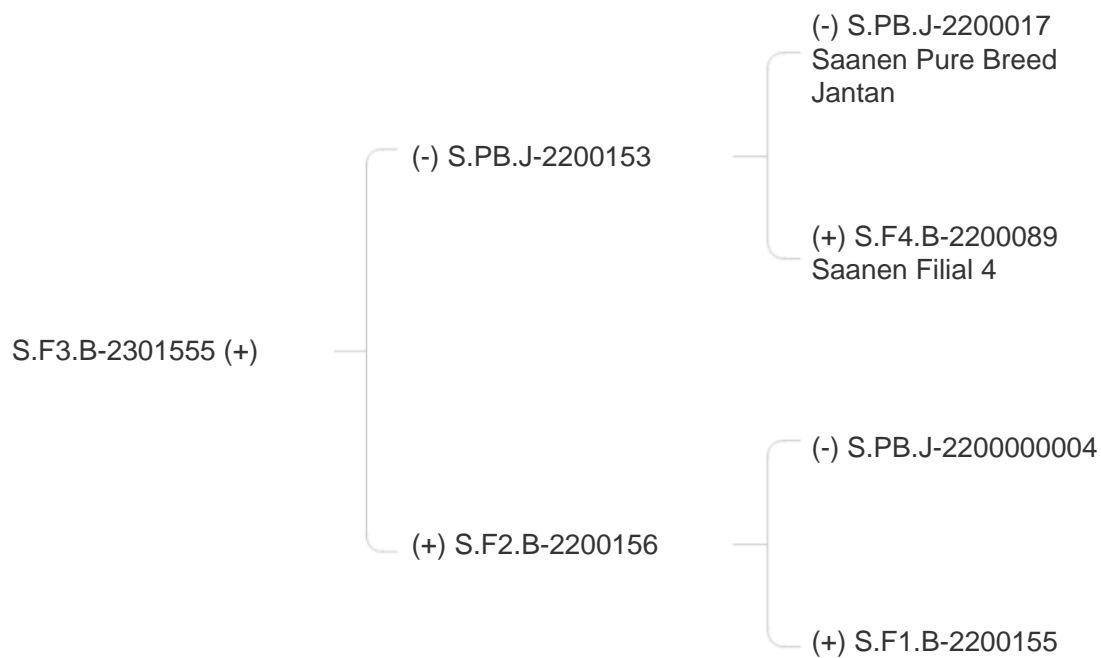 (-) S.PB.J-2200017
Saanen Pure Breed
Jantan
(-) S.PB.J-2200153
(+) S.F4.B-2200089
Saanen Filial 4
S.F3.B-2301555 (+)
(-) S.PB.J-2200000004
(+) S.F2.B-2200156
(+) S.F1.B-2200155